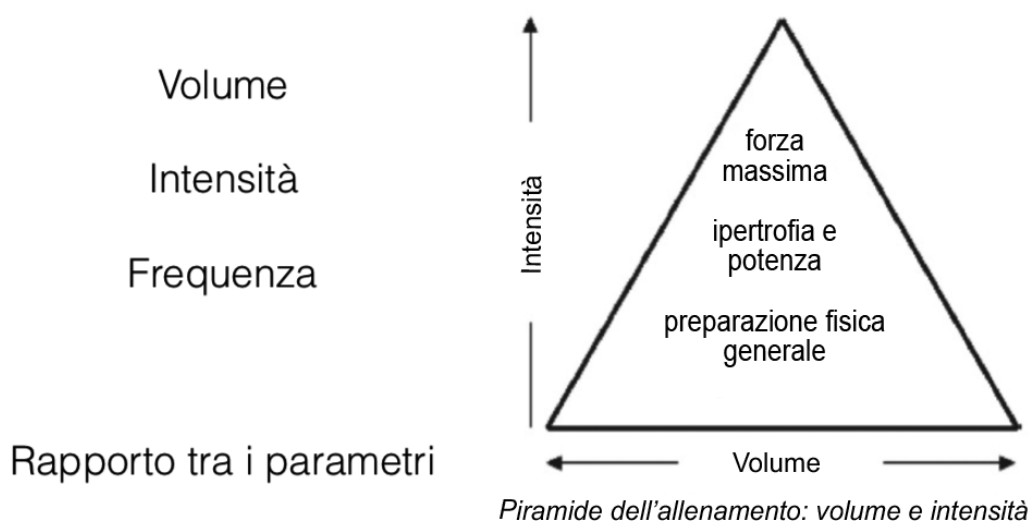 Volume
Intensità
Frequenza
Rapporto tra i parametri
Intensità
forza
massima
ipertrofia e
potenza
preparazione fisica
generale
Volume
Piramide dell'allenamento: volume e intensità